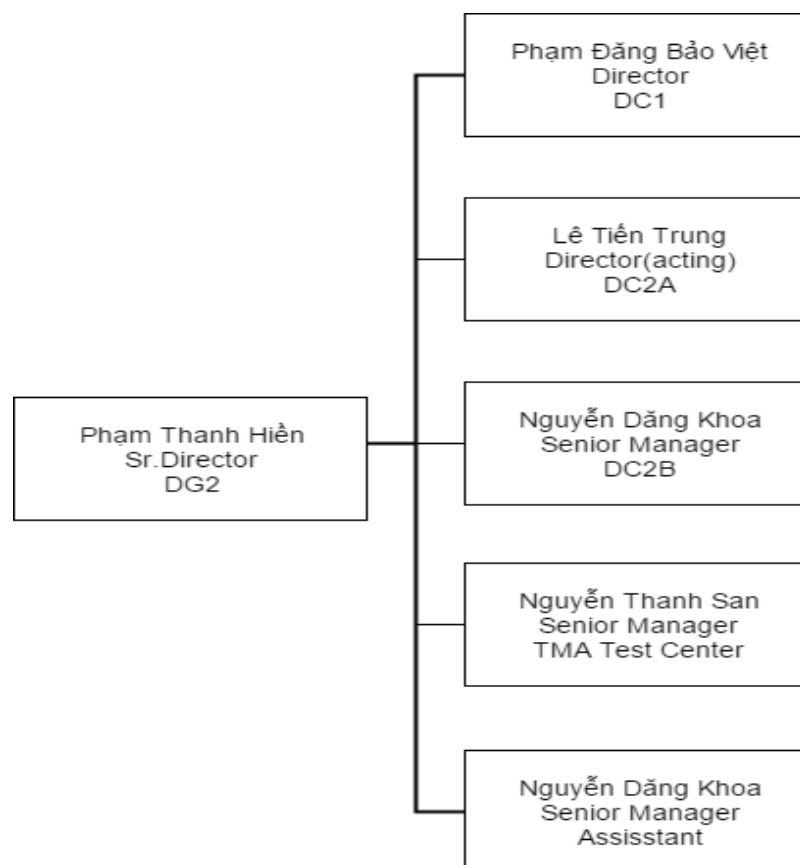 Phạm Đăng Bảo Việt
Director
DC1
Lê Tiến Trung
Director(acting)
DC2A
Phạm Thanh Hiền
Sr.Director
DG2
Nguyễn Dăng Khoa
Senior Manager
DC2B
Nguyễn Thanh San
Senior Manager
TMA Test Center
Nguyễn Dăng Khoa
Senior Manager
Assisstant